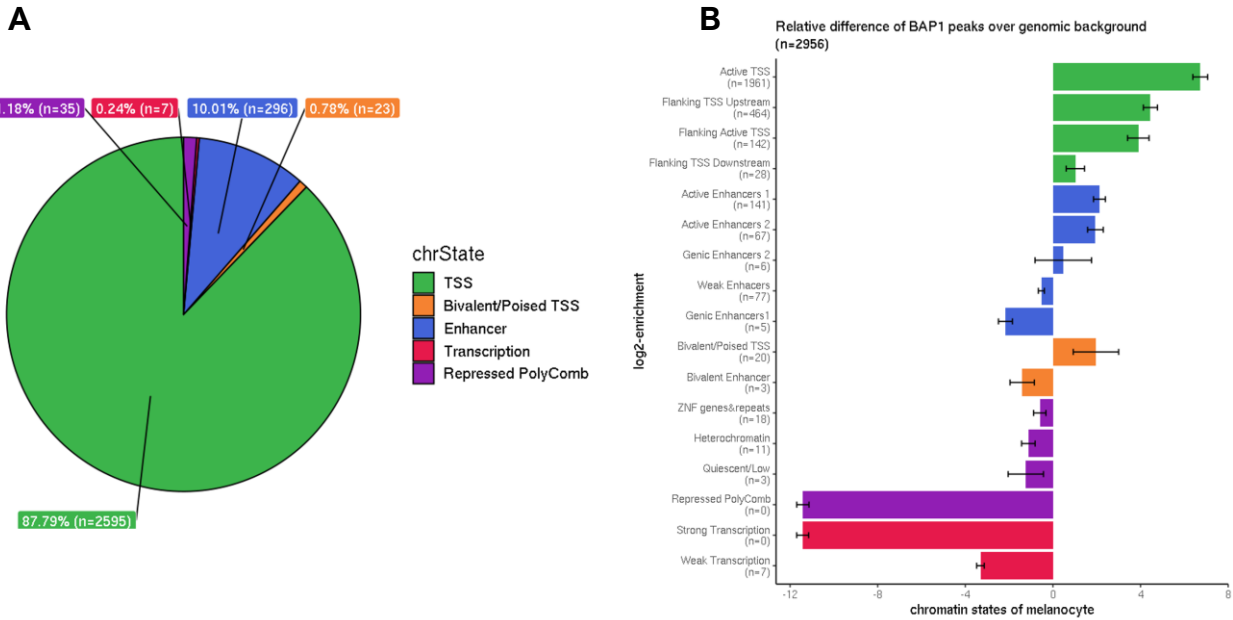 A
.18% (n=35)
0.24% (n=7)
10.01% (n=296)
0.78% (n=23)
chrState
TSS
Bivalent/Poised TSS
Enhancer
Transcription
Repressed PolyComb
87.79% (n=2595)
B
Relative difference of BAP1 peaks over genomic background
(n=2956)
log2-enrichment
Active TSS
(n=1961)
Flanking TSS Upstream
(n=464)
Flanking Active TSS
(n=142)
Flanking TSS Downstream
(n=28)
Active Enhancers 1
(n=141)
Active Enhancers 2
(n=67)
Genic Enhancers 2
(n=6)
Weak Enhacers
(n=77)
Genic Enhancers1
(n=5)
Bivalent/Poised TSS
(n=20)
Bivalent Enhancer
(n=3)
ZNF genes&repeats
(n=18)
Heterochromatin
(n=11)
Quiescent/Low
(n=3)
Repressed PolyComb
(n=0)
Strong Transcription
(n=0)
Weak Transcription
(n=7)
-12 -8 -4 0 4 8
chromatin states of melanocyte